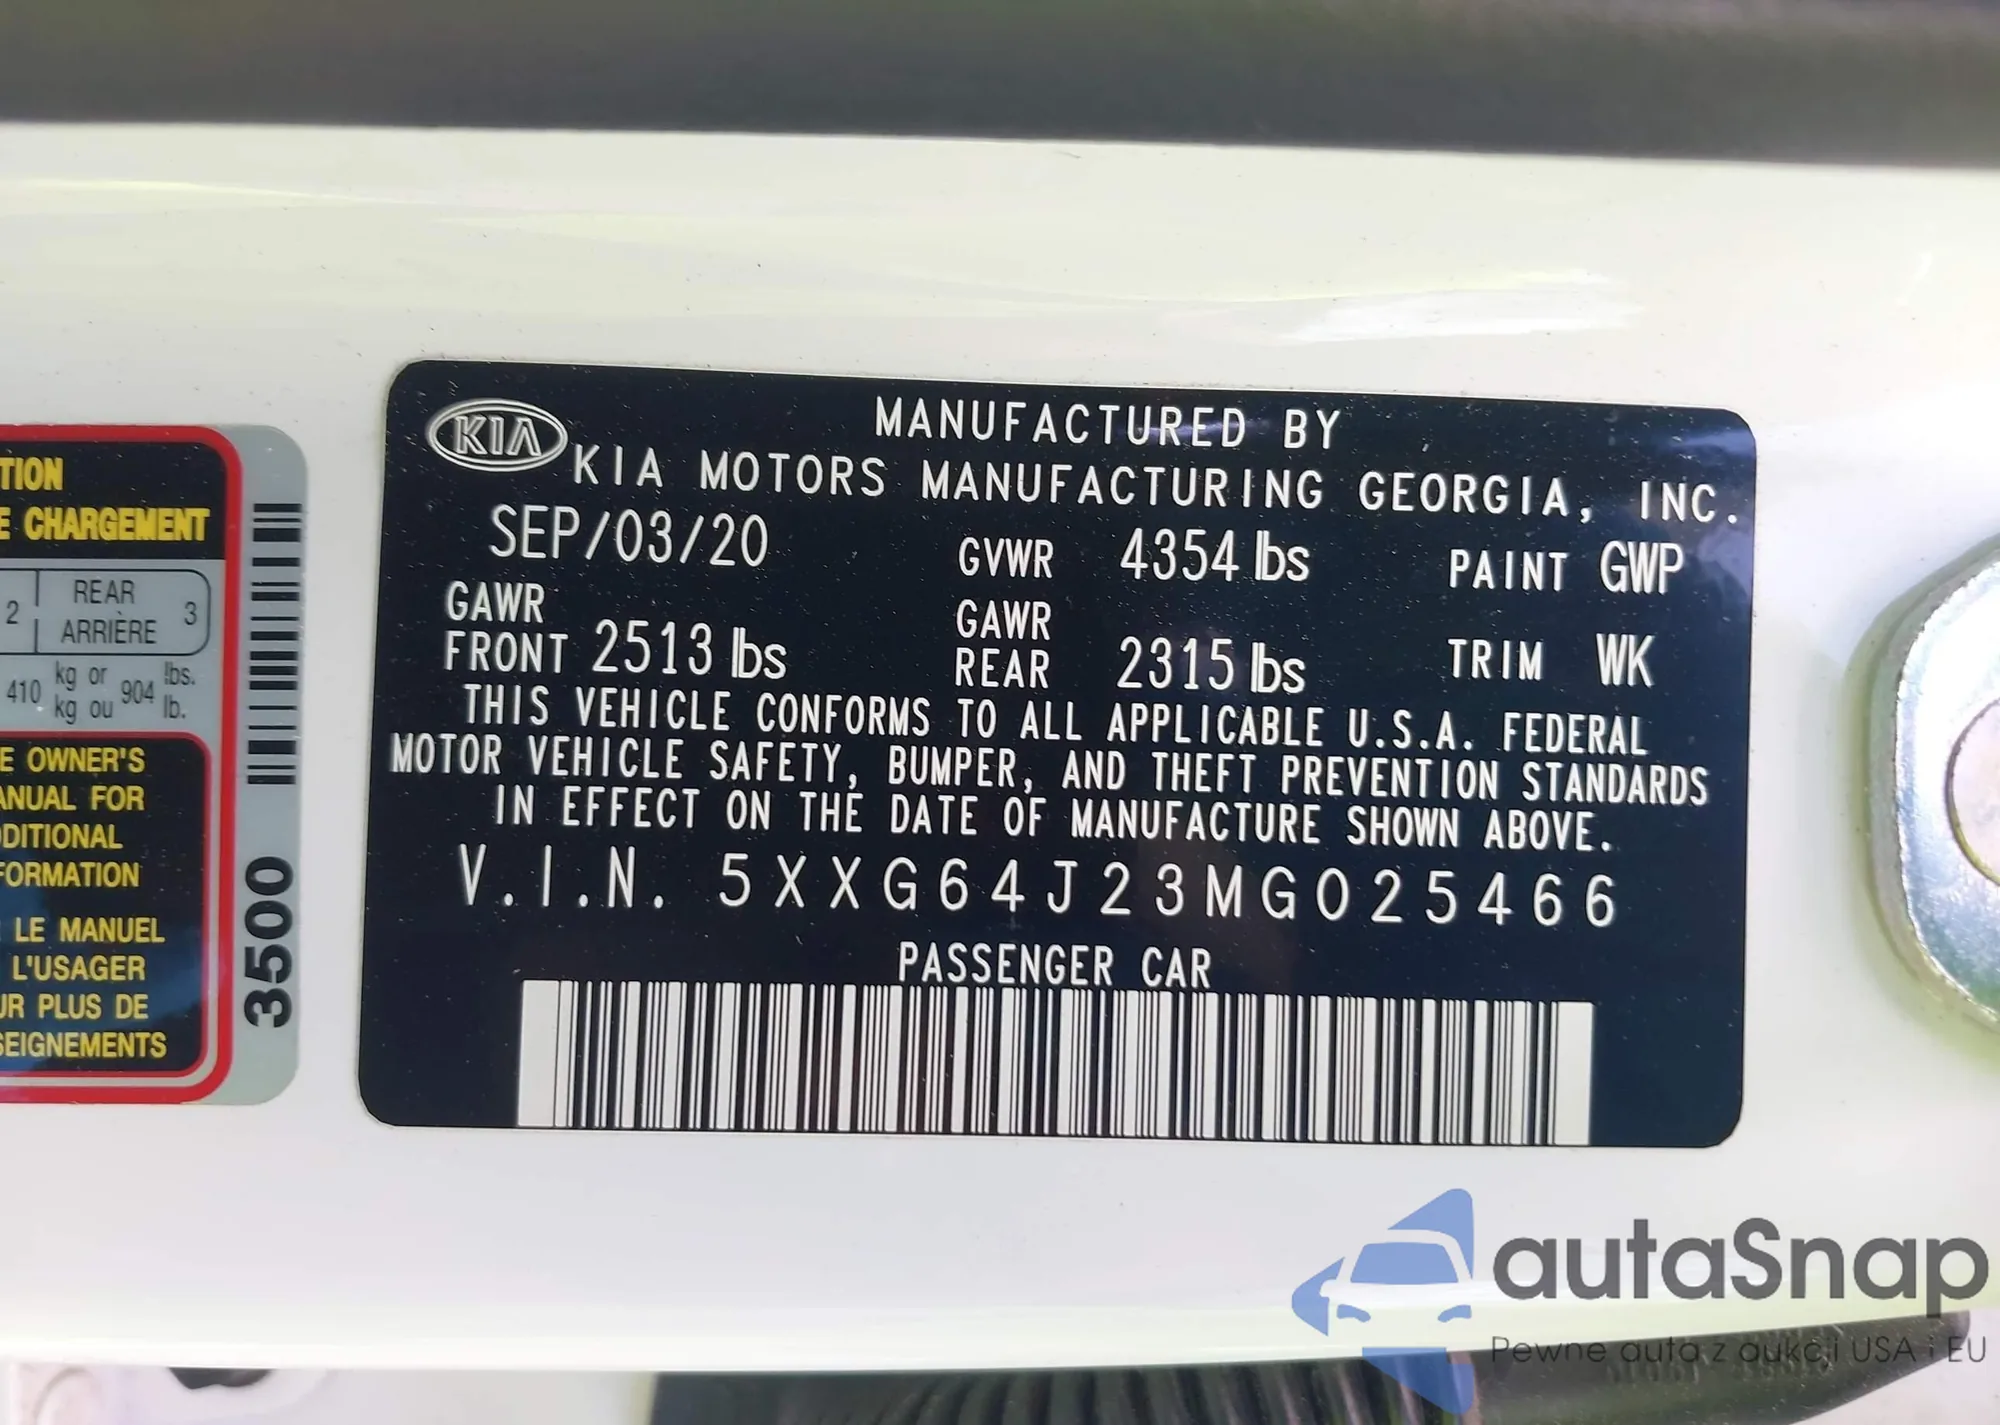 TION
E CHARGEMENT
2 REAR 3
ARRIÈRE
410 kg or 904 lbs.
kg ou lb.
E OWNER'S
ANUAL FOR
DDITIONAL
FORMATION
LE MANUEL
L'USAGER
UR PLUS DE
SEIGNEMENTS
3500
KIA
MANUFACTURED BY
KIA MOTORS MANUFACTURING GEORGIA, INC.
SEP/03/20 GVWR 4354 lbs PAINT GWP
GAWR FRONT 2513 lbs GAWR REAR 2315 lbs TRIM WK
THIS VEHICLE CONFORMS TO ALL APPLICABLE U.S.A. FEDERAL
MOTOR VEHICLE SAFETY, BUMPER, AND THEFT PREVENTION STANDARDS
IN EFFECT ON THE DATE OF MANUFACTURE SHOWN ABOVE.
V.I.N. 5XXG64J23MG025466
PASSENGER CAR
autaSnap
Pewne auta z aukcji USA i EU